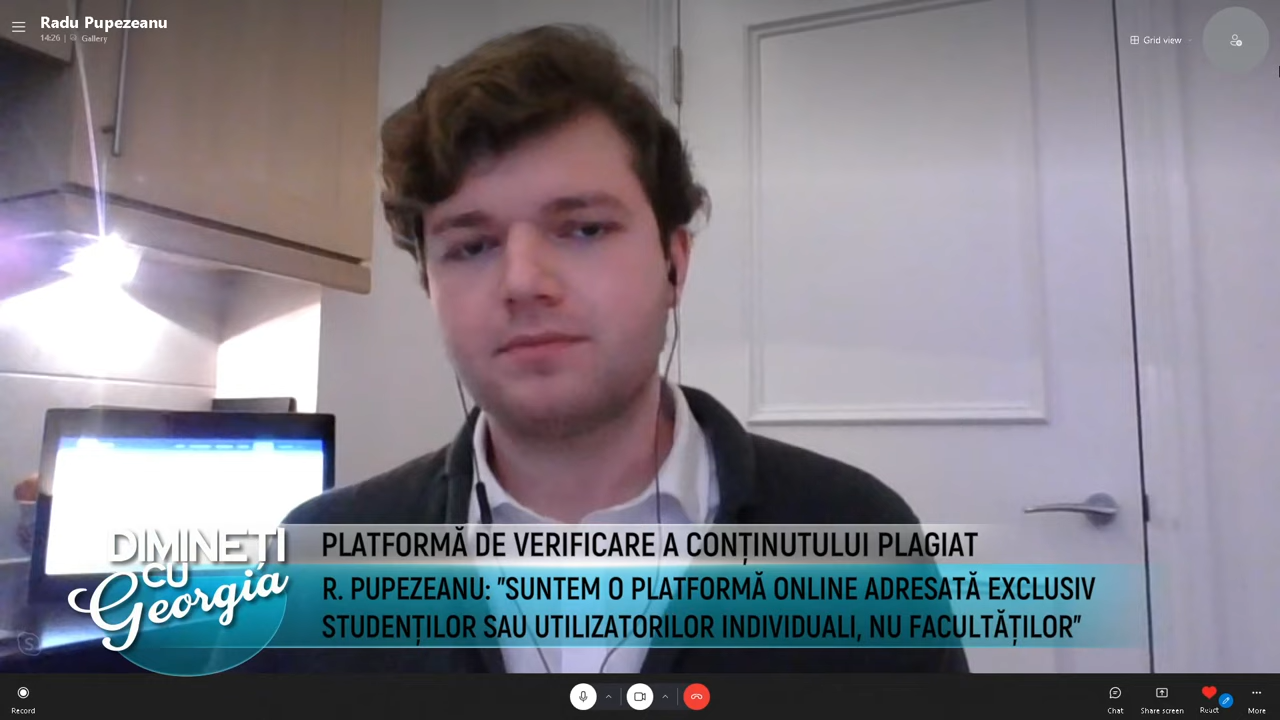 Radu Pupezeanu
14:26 | Gallery
Grid view
DIMINEȚI
CU
Georgia
PLATFORMĂ DE VERIFICARE A CONȚINUTULUI PLAGIAT
R. PUPEZEANU: "SUNTEM O PLATFORMĂ ONLINE ADRESATĂ EXCLUSIV
STUDENȚILOR SAU UTILIZATORILOR INDIVIDUALI, NU FACULTĂȚILOR"
Record
Chat
Share screen
React
More